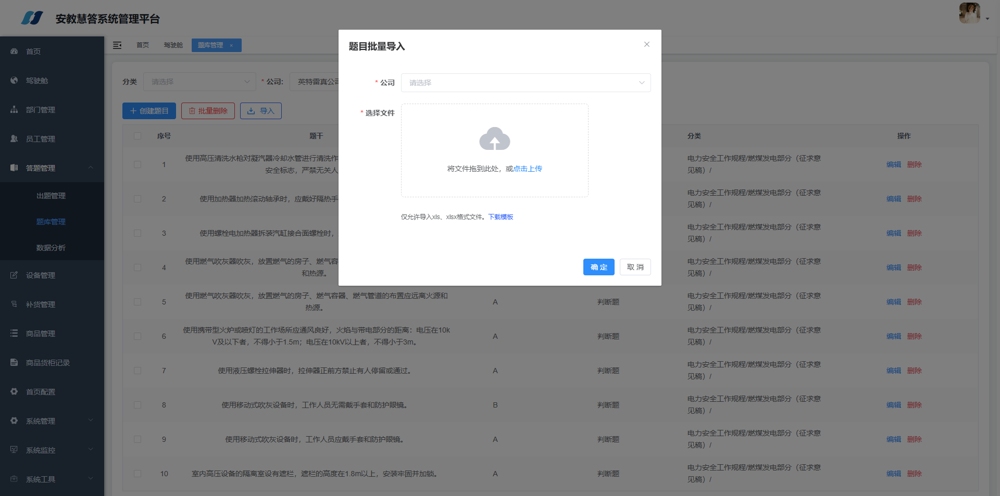 安教慧答系统管理平台
首页
驾驶舱
部门管理
员工管理
答题管理
出题管理
题库管理
数据分析
设备管理
补货管理
商品管理
商品货柜记录
首页配置
系统管理
系统监控
系统工具
首页 驾驶舱 题库管理 ×
分类 请选择 * 公司: 英特雷真公司
创建题目 批量删除 导入
序号 题干 分类 操作
1 使用高压清洗水枪对凝汽器冷却水管进行清洗作
安全标志，严禁无关人
电力安全工作规程/燃煤发电部分（征求意
见稿）/
编辑 删除
2 使用加热器加热滚动轴承时，应戴好隔热手
电力安全工作规程/燃煤发电部分（征求意
见稿）/
编辑 删除
3 使用螺栓电加热器拆装汽缸接合面螺栓时，
电力安全工作规程/燃煤发电部分（征求意
见稿）/
编辑 删除
4 使用燃气吹灰器吹灰，放置燃气的房子、燃气容
和热源。
电力安全工作规程/燃煤发电部分（征求意
见稿）/
编辑 删除
5 使用燃气吹灰器吹灰，放置燃气的房子、燃气容器、燃气管道的布置应远离火源和
热源。
A 判断题
电力安全工作规程/燃煤发电部分（征求意
见稿）/
编辑 删除
6 使用携带型火炉或喷灯的工作场所应通风良好，火焰与带电部分的距离：电压在10k
V及以下者，不得小于1.5m；电压在10kV以上者，不得小于3m。
A 判断题
电力安全工作规程/燃煤发电部分（征求意
见稿）/
编辑 删除
7 使用液压螺栓拉伸器时，拉伸器正前方禁止有人停留或通过。
A 判断题
电力安全工作规程/燃煤发电部分（征求意
见稿）/
编辑 删除
8 使用移动式吹灰设备时，工作人员无需戴手套和防护眼镜。
B 判断题
电力安全工作规程/燃煤发电部分（征求意
见稿）/
编辑 删除
9 使用移动式吹灰设备时，工作人员应戴手套和防护眼镜。
A 判断题
电力安全工作规程/燃煤发电部分（征求意
见稿）/
编辑 删除
10 室内高压设备的隔离室设有遮栏，遮栏的高度在1.8m以上，安装牢固并加锁。
A 判断题
电力安全工作规程/燃煤发电部分（征求意
见稿）/
编辑 删除
题目批量导入
* 公司 请选择
* 选择文件
将文件拖到此处，或点击上传
仅允许导入xls、xlsx格式文件。下载模板
确 定 取 消